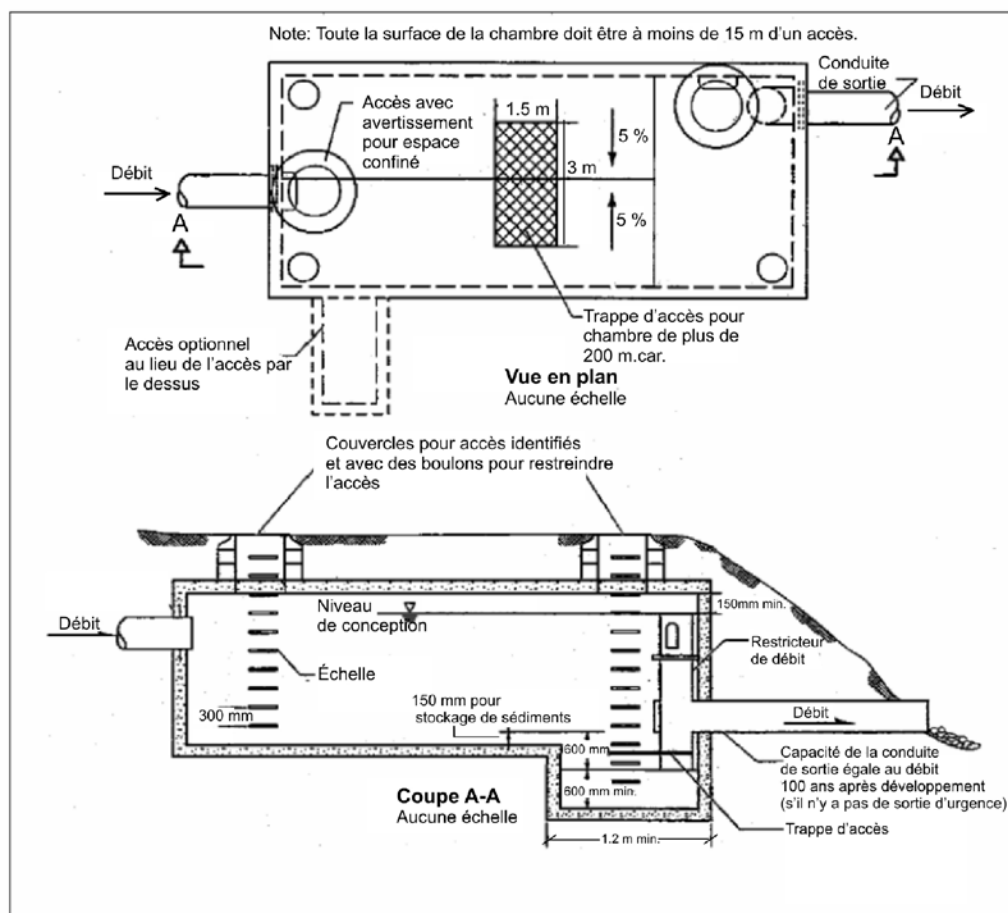 Note: Toute la surface de la chambre doit être à moins de 15 m d'un accès.
Conduite
de sortie
Débit
A
Accès avec
avertissement
pour espace
confiné
1.5 m
5 %
3 m
5 %
Débit
A
Accès optionnel
au lieu de l'accès par
le dessus
Trappe d'accès pour
chambre de plus de
200 m.car.
Vue en plan
Aucune échelle
Couvercles pour accès identifiés
et avec des boulons pour restreindre
l'accès
Débit
Niveau
de conception
150mm min.
Restricteur
de débit
Échelle
300 mm
150 mm pour
stockage de sédiments
600 mm
600 mm min.
Débit
Capacité de la conduite
de sortie égale au débit
100 ans après développement
(s'il n'y a pas de sortie d'urgence)
Trappe d'accès
Coupe A-A
Aucune échelle
1.2 m min.